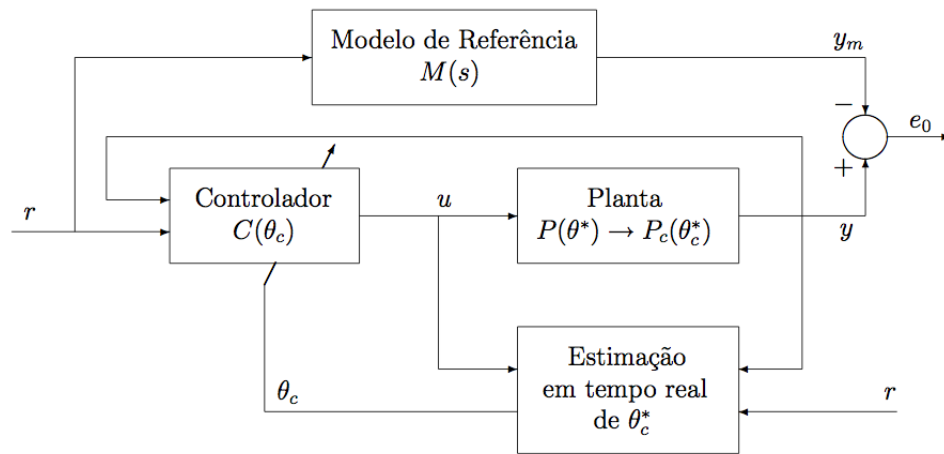 Modelo de Referência
M(s)
y_m
−
e_0
+
Controlador
C(θ_c)
r
u
Planta
P(θ*) → P_c(θ_c*)
y
Estimação
em tempo real
de θ_c*
θ_c
r